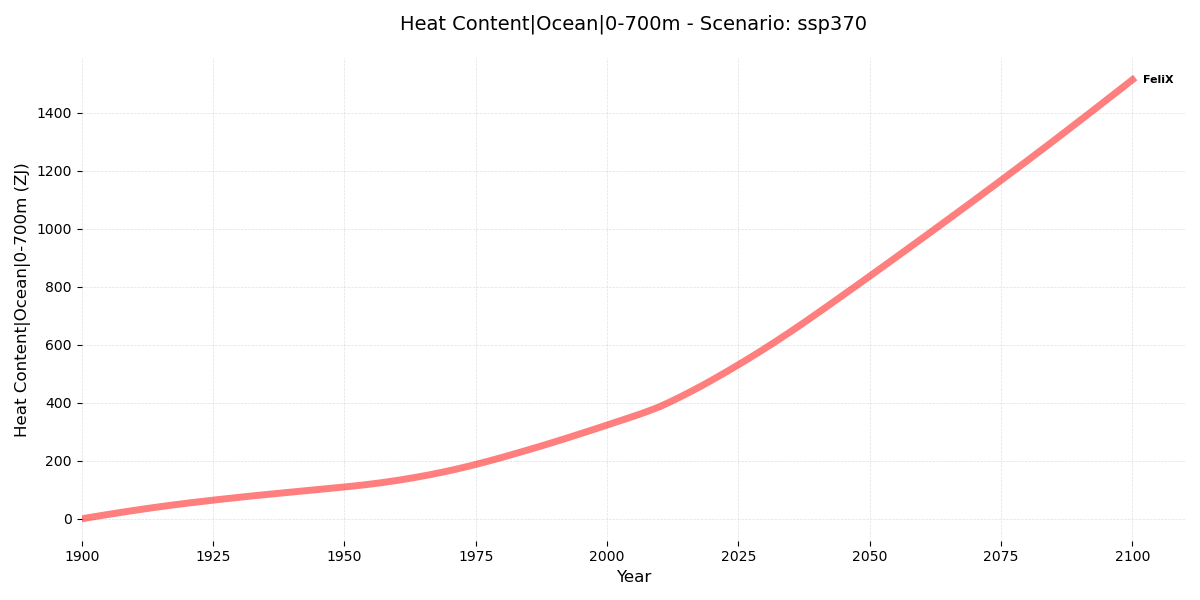 Heat Content|Ocean|0-700m - Scenario: ssp370
Heat Content|Ocean|0-700m (ZJ)
1400
1200
1000
800
600
400
200
0
FeliX
1900 1925 1950 1975 2000 2025 2050 2075 2100
Year